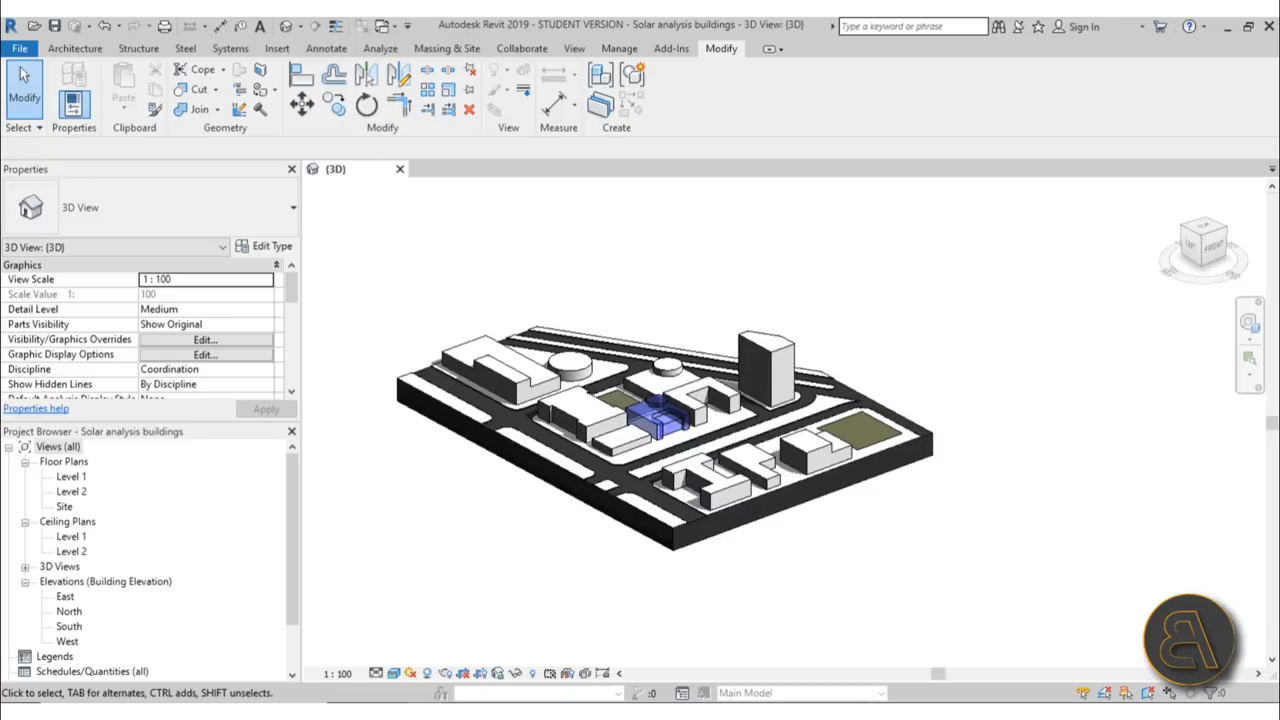 Autodesk Revit 2019 - STUDENT VERSION - Solar analysis buildings - 3D View: {3D}
Type a keyword or phrase
Sign In
File Architecture Structure Steel Systems Insert Annotate Analyze Massing & Site Collaborate View Manage Add-Ins Modify
Modify
Paste
Cope
Cut
Join
Select Properties Clipboard Geometry Modify View Measure Create
Properties
{3D}
3D View
3D View: {3D}
Edit Type
Graphics
View Scale 1 : 100
Scale Value 1: 100
Detail Level Medium
Parts Visibility Show Original
Visibility/Graphics Overrides Edit...
Graphic Display Options Edit...
Discipline Coordination
Show Hidden Lines By Discipline
Default Analysis Display Style None
Properties help
Apply
Project Browser - Solar analysis buildings
Views (all)
Floor Plans
Level 1
Level 2
Site
Ceiling Plans
Level 1
Level 2
3D Views
Elevations (Building Elevation)
East
North
South
West
Legends
Schedules/Quantities (all)
1 : 100
Click to select, TAB for alternates, CTRL adds, SHIFT unselects.
:0
Main Model
:0
FRONT